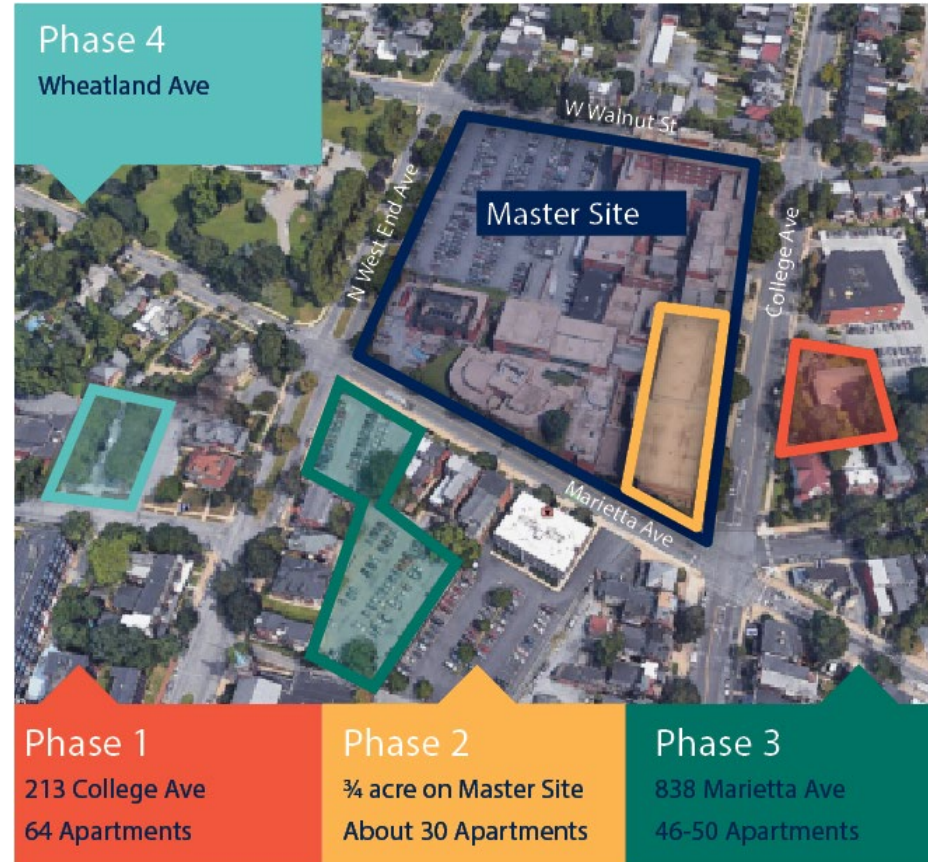 Phase 4
Wheatland Ave
W Walnut St
N West End Ave
Master Site
College Ave
Marietta Ave
Phase 1
213 College Ave
64 Apartments
Phase 2
¾ acre on Master Site
About 30 Apartments
Phase 3
838 Marietta Ave
46-50 Apartments